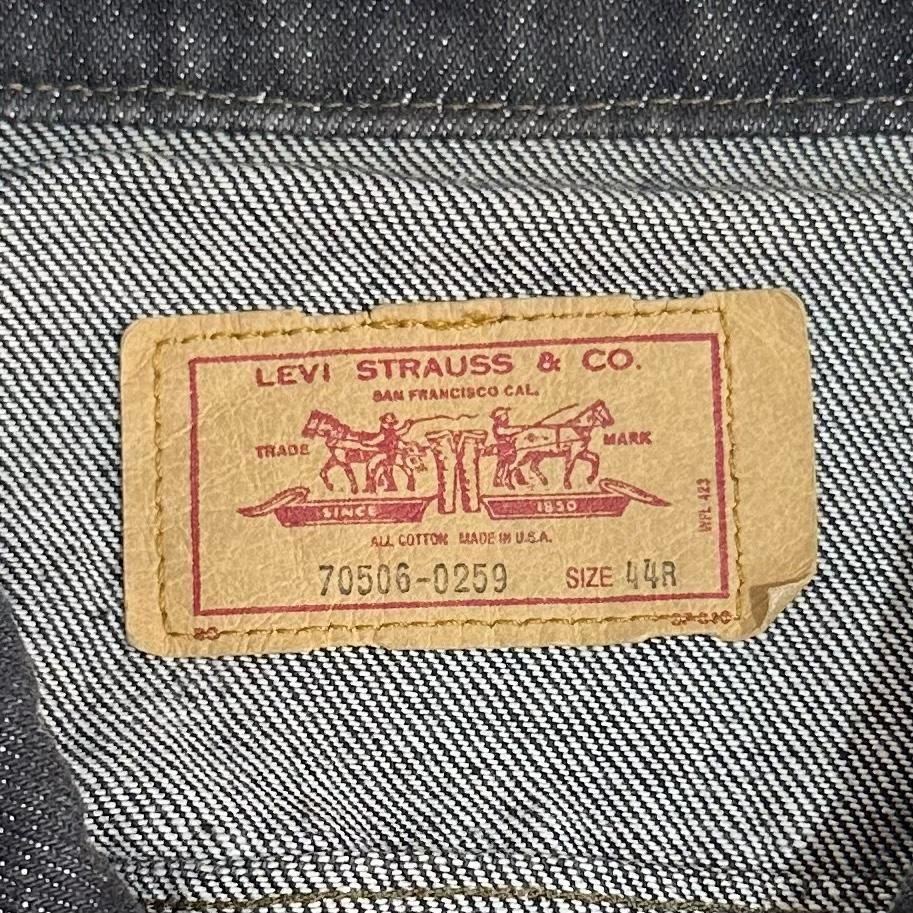 LEVI STRAUSS & CO.
SAN FRANCISCO CAL.
TRADE MARK
SINCE 1850
ALL COTTON MADE IN U.S.A.
WPL 423
70506-0259 SIZE 44R